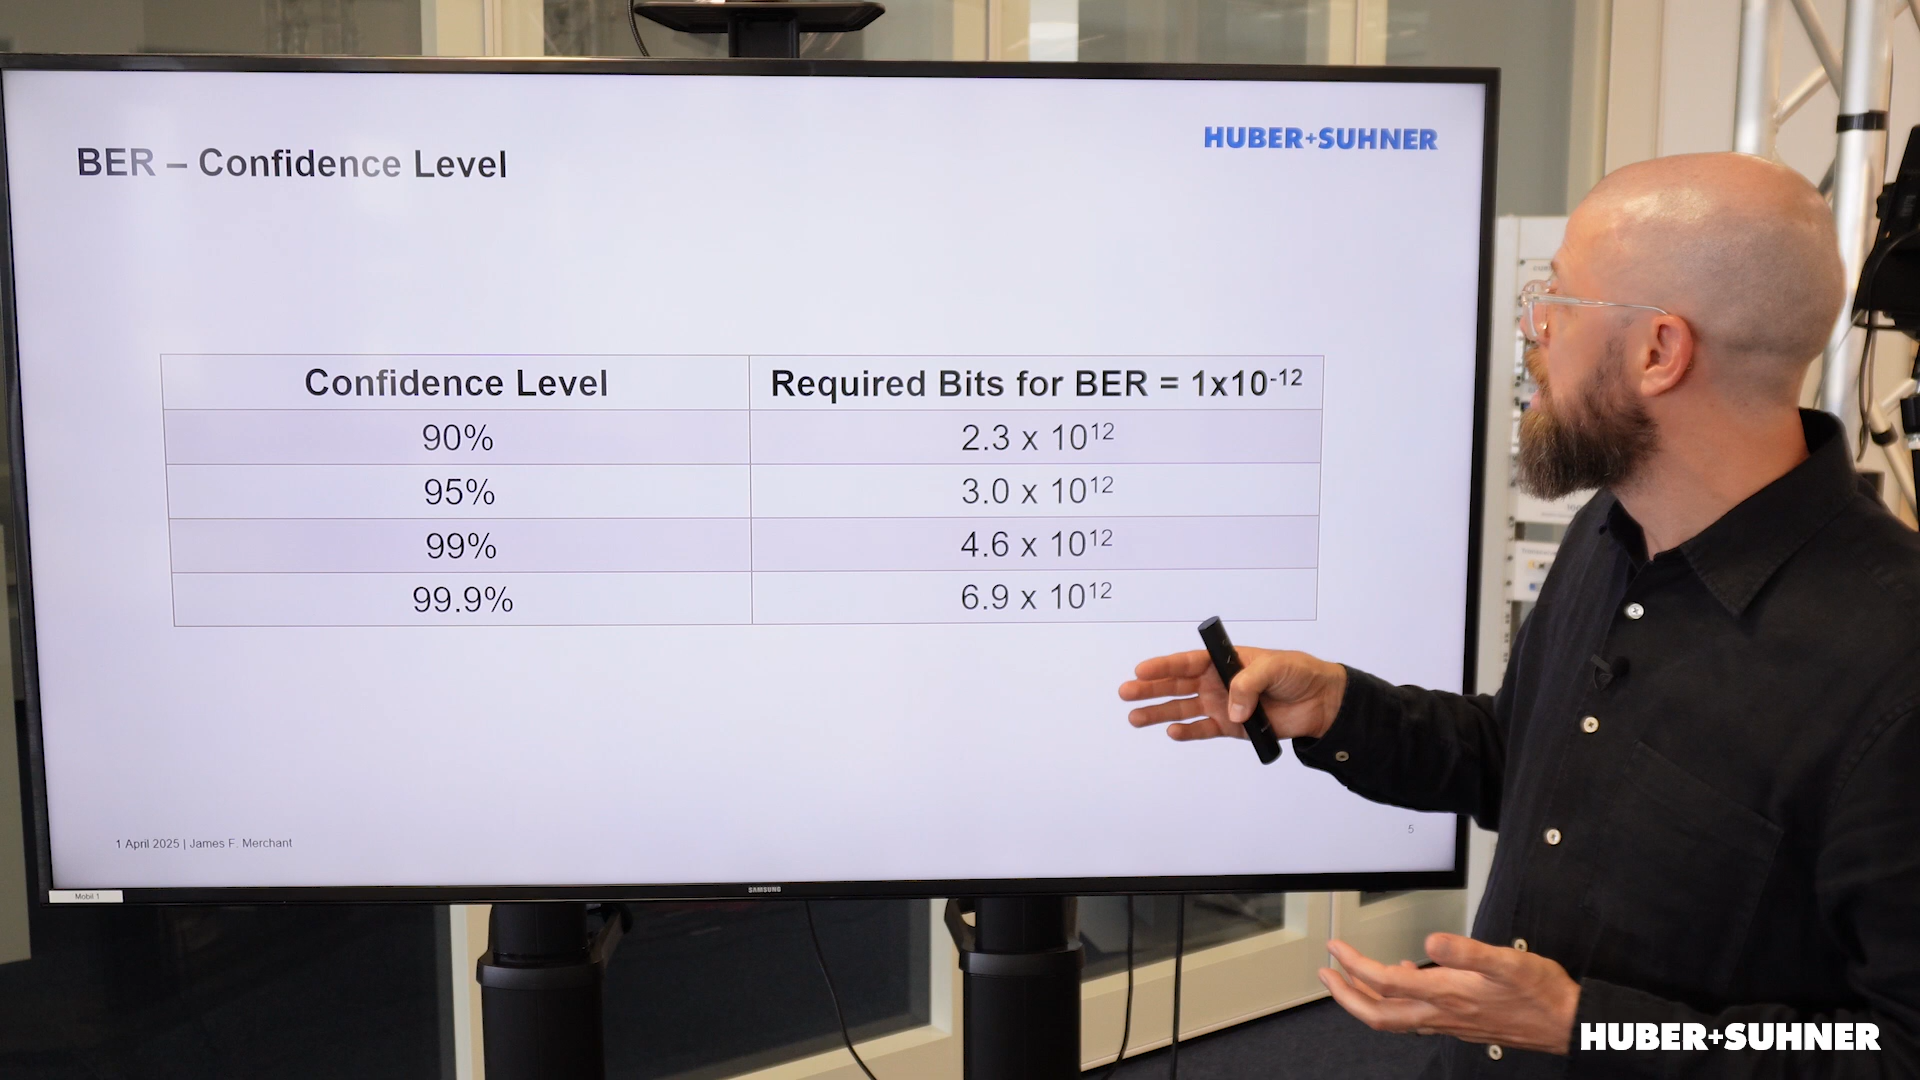 BER – Confidence Level
HUBER+SUHNER
Confidence Level
Required Bits for BER = 1x10⁻¹²
90%
2.3 x 10¹²
95%
3.0 x 10¹²
99%
4.6 x 10¹²
99.9%
6.9 x 10¹²
1 April 2025 | James F. Merchant
5
Mobil 1
SAMSUNG
HUBER+SUHNER